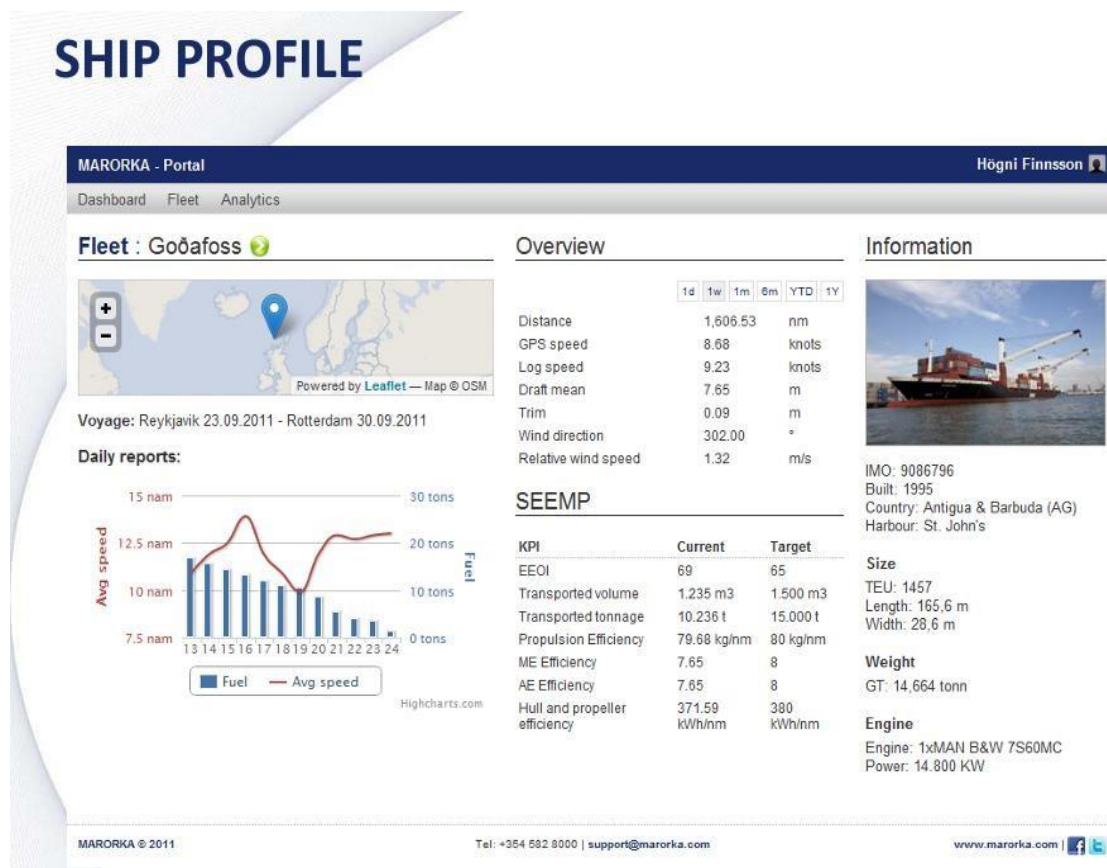 SHIP PROFILE
MARORKA - Portal
Högni Finnsson
Dashboard Fleet Analytics
Fleet : Goðafoss
+
−
Powered by Leaflet — Map © OSM
Voyage: Reykjavik 23.09.2011 - Rotterdam 30.09.2011
Daily reports:
15 nam 30 tons
12.5 nam 20 tons
10 nam 10 tons
7.5 nam 0 tons
Avg speed
Fuel
13 14 15 16 17 18 19 20 21 22 23 24
Fuel Avg speed
Highcharts.com
Overview
1d 1w 1m 6m YTD 1Y
Distance 1,606.53 nm
GPS speed 8.68 knots
Log speed 9.23 knots
Draft mean 7.65 m
Trim 0.09 m
Wind direction 302.00 °
Relative wind speed 1.32 m/s
SEEMP
KPI Current Target
EEOI 69 65
Transported volume 1.235 m3 1.500 m3
Transported tonnage 10.236 t 15.000 t
Propulsion Efficiency 79.68 kg/nm 80 kg/nm
ME Efficiency 7.65 8
AE Efficiency 7.65 8
Hull and propeller 371.59 380
efficiency kWh/nm kWh/nm
Information
IMO: 9086796
Built: 1995
Country: Antigua & Barbuda (AG)
Harbour: St. John's
Size
TEU: 1457
Length: 165,6 m
Width: 28,6 m
Weight
GT: 14,664 tonn
Engine
Engine: 1xMAN B&W 7S60MC
Power: 14.800 KW
MARORKA © 2011
Tel: +354 582 8000 | support@marorka.com
www.marorka.com |